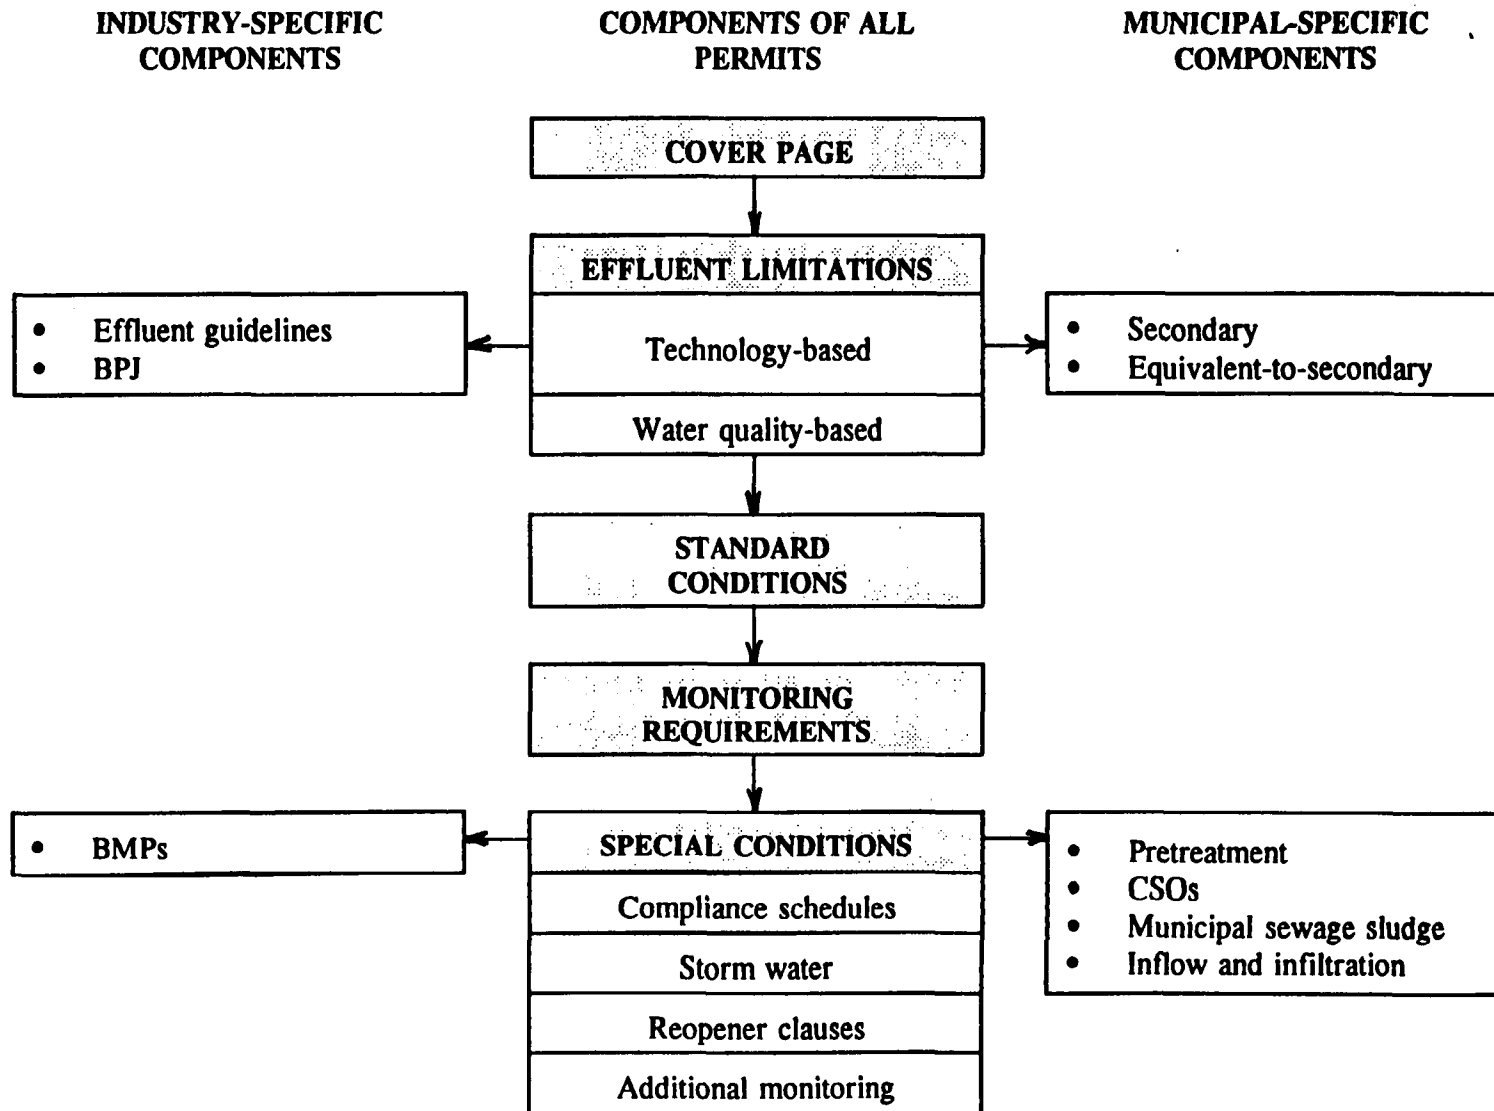 INDUSTRY-SPECIFIC
COMPONENTS
COMPONENTS OF ALL
PERMITS
MUNICIPAL-SPECIFIC
COMPONENTS
COVER PAGE
EFFLUENT LIMITATIONS
• Effluent guidelines
• BPJ
Technology-based
• Secondary
• Equivalent-to-secondary
Water quality-based
STANDARD
CONDITIONS
MONITORING
REQUIREMENTS
• BMPs
SPECIAL CONDITIONS
Compliance schedules
Storm water
Reopener clauses
Additional monitoring
• Pretreatment
• CSOs
• Municipal sewage sludge
• Inflow and infiltration